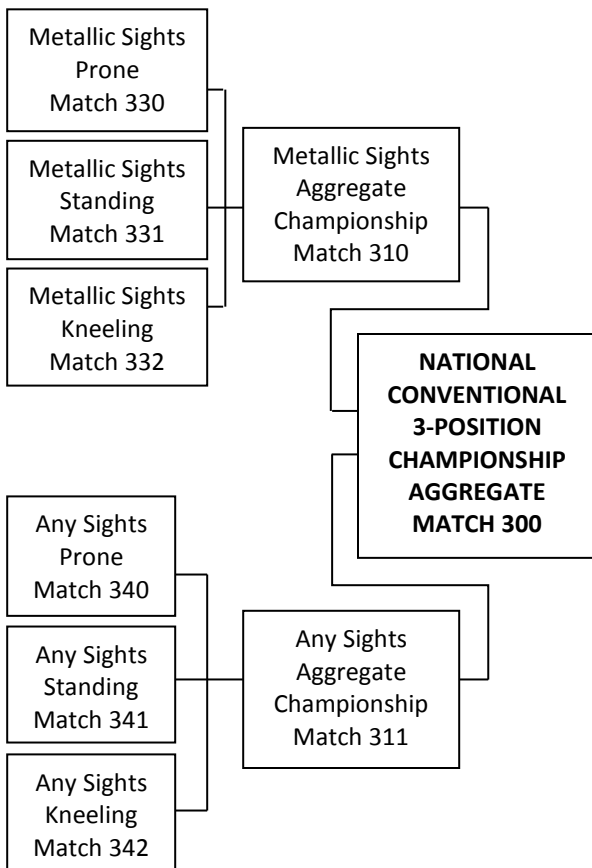 Metallic Sights
Prone
Match 330
Metallic Sights
Standing
Match 331
Metallic Sights
Kneeling
Match 332
Metallic Sights
Aggregate
Championship
Match 310
NATIONAL
CONVENTIONAL
3-POSITION
CHAMPIONSHIP
AGGREGATE
MATCH 300
Any Sights
Prone
Match 340
Any Sights
Standing
Match 341
Any Sights
Kneeling
Match 342
Any Sights
Aggregate
Championship
Match 311